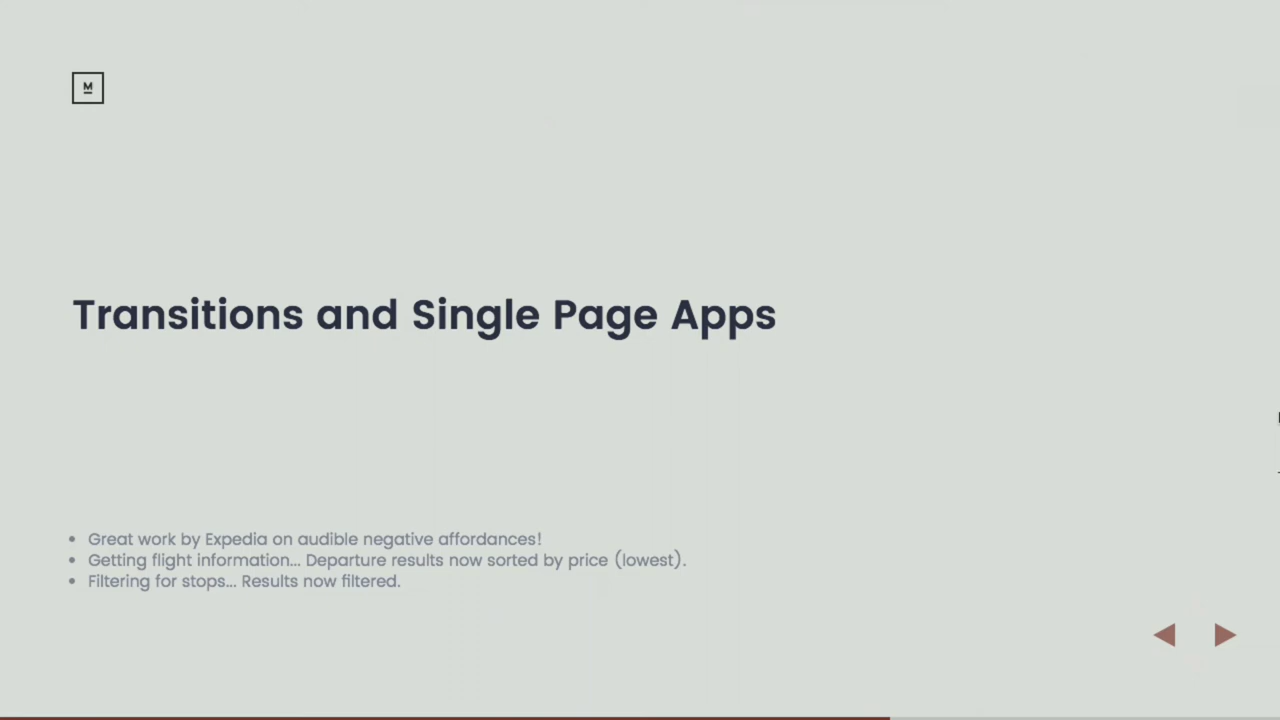 M
Transitions and Single Page Apps
Great work by Expedia on audible negative affordances!
Getting flight information... Departure results now sorted by price (lowest).
Filtering for stops... Results now filtered.